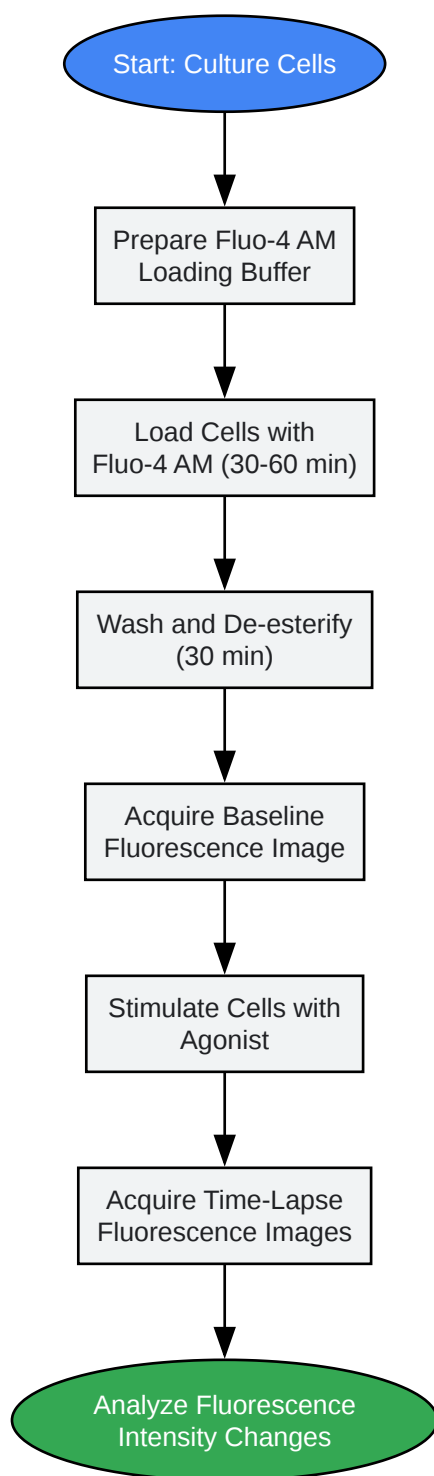 Start: Culture Cells
Prepare Fluo-4 AM
Loading Buffer
Load Cells with
Fluo-4 AM (30-60 min)
Wash and De-esterify
(30 min)
Acquire Baseline
Fluorescence Image
Stimulate Cells with
Agonist
Acquire Time-Lapse
Fluorescence Images
Analyze Fluorescence
Intensity Changes